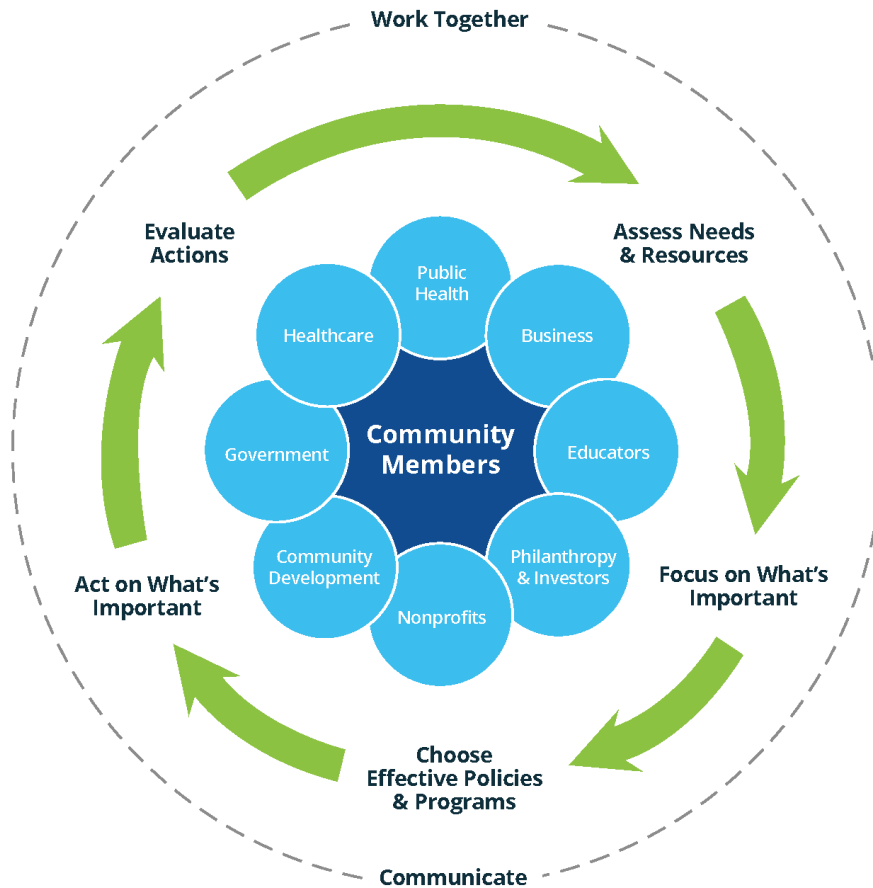 Work Together
Evaluate
Actions
Assess Needs
& Resources
Public
Health
Healthcare
Business
Community
Members
Government
Educators
Community
Development
Philanthropy
& Investors
Nonprofits
Act on What's
Important
Focus on What's
Important
Choose
Effective Policies
& Programs
Communicate